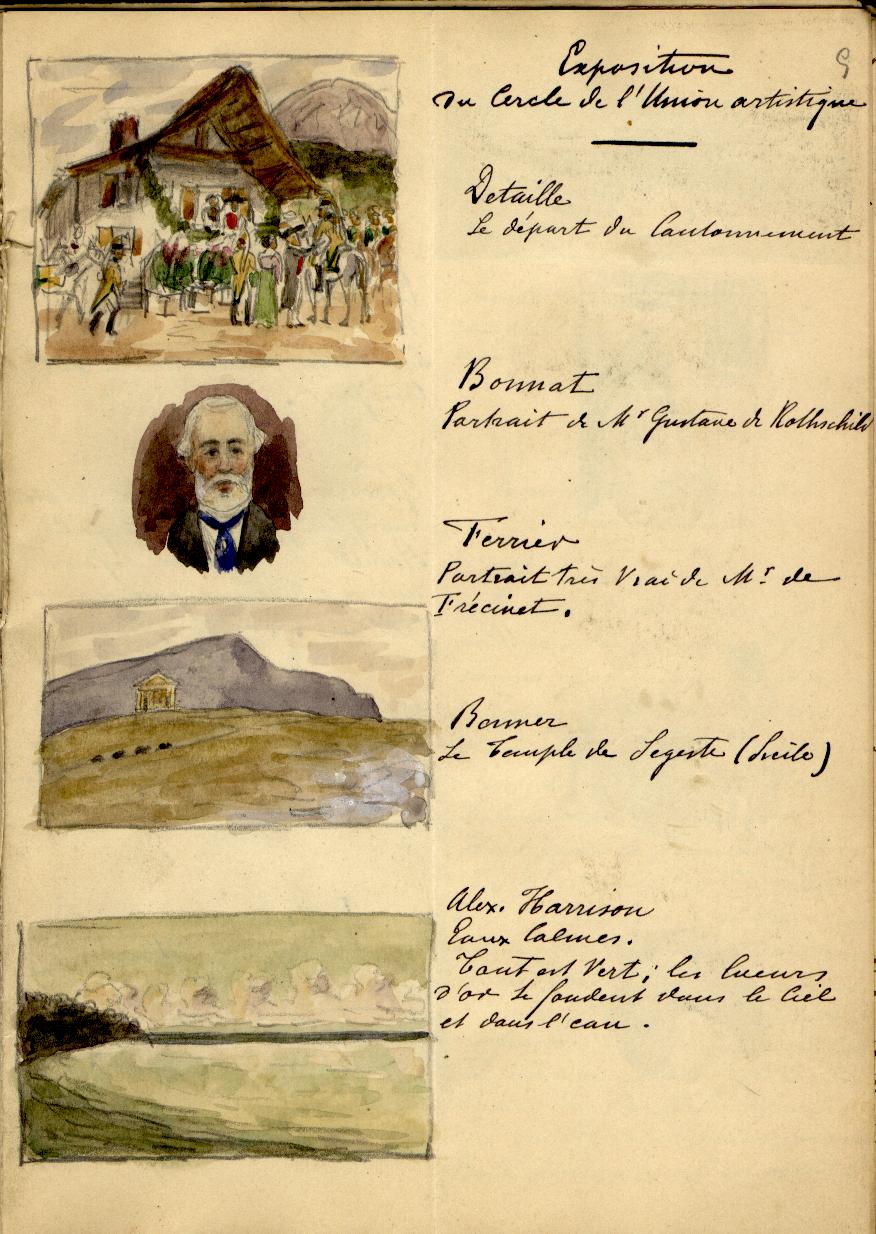 Exposition
du Cercle de l'Union artistique
9
Detaille
Le départ du Cantonnement
Bonnat
Portrait de Mr Gustave de Rothschild
Ferrier
Portrait très Vrai de Mr de
Frécinet.
Bonner
Le Temple de Segeste (Sicile)
Alex. Harrison
Eaux Calmes.
Tout est Vert ; les lueurs
d'or se fondent dans le Ciel
et dans l'eau.